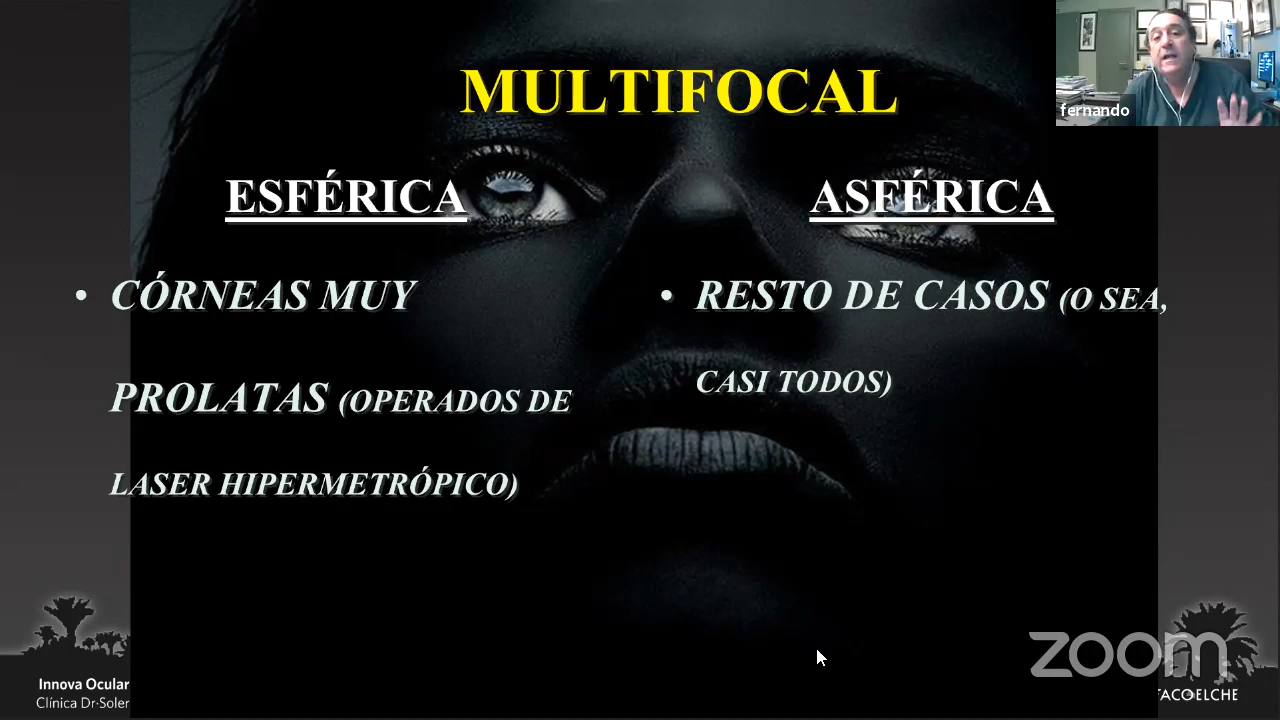 MULTIFOCAL
fernando
ESFÉRICA
ASFÉRICA
• CÓRNEAS MUY
PROLATAS (OPERADOS DE
LASER HIPERMETRÓPICO)
• RESTO DE CASOS (O SEA,
CASI TODOS)
Innova Ocular
Clínica Dr·Soler
zoom
FACOELCHE